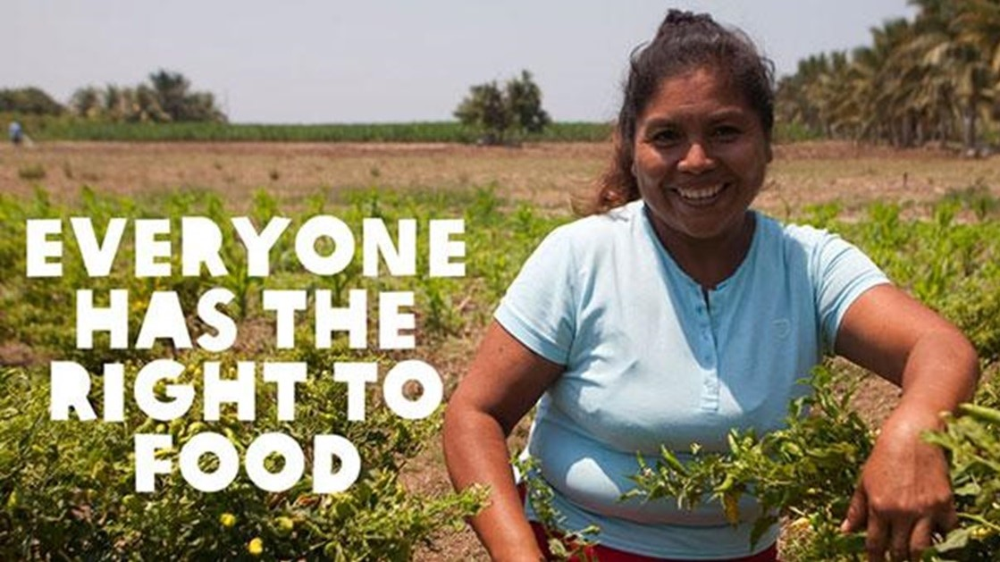 EVERYONE
HAS THE
RIGHT TO
FOOD